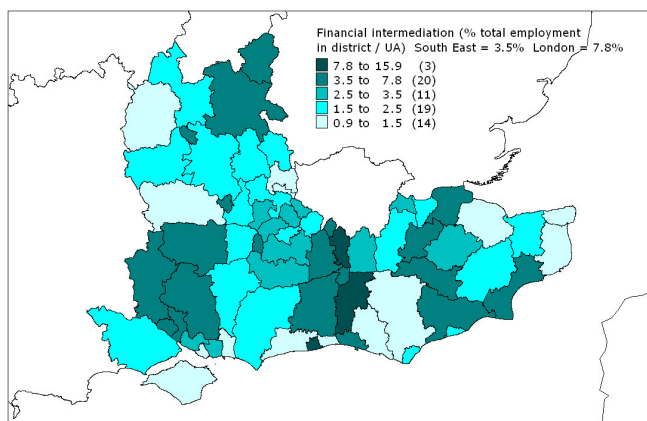 Financial intermediation (% total employment
in district / UA) South East = 3.5% London = 7.8%
7.8 to 15.9 (3)
3.5 to 7.8 (20)
2.5 to 3.5 (11)
1.5 to 2.5 (19)
0.9 to 1.5 (14)